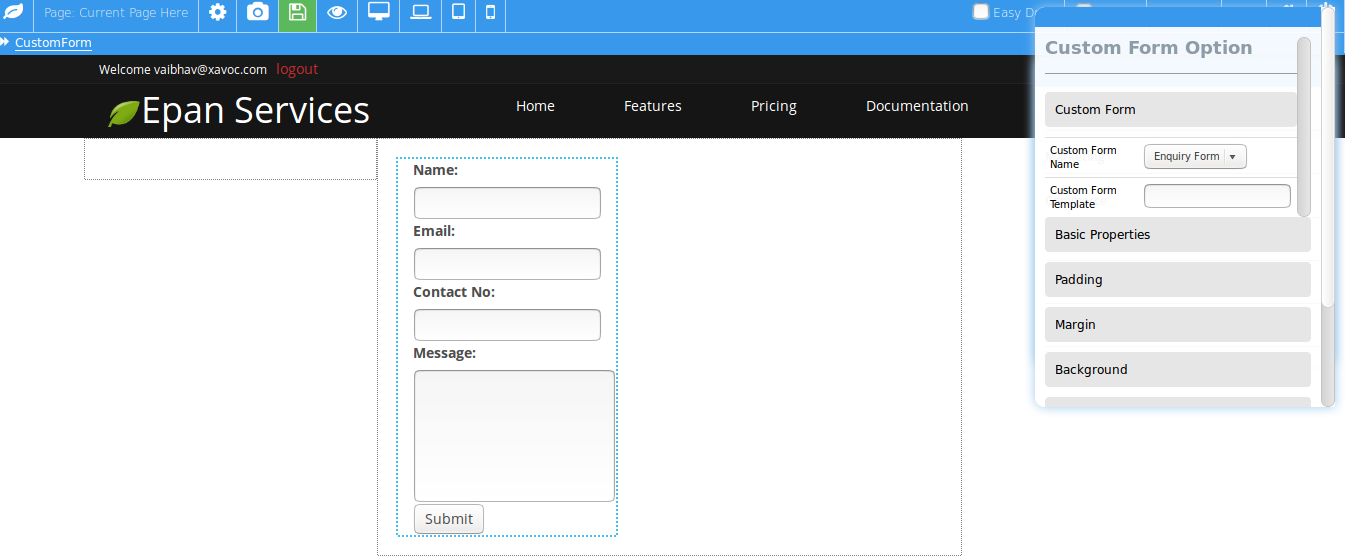 Page: Current Page Here
Easy
CustomForm
Welcome vaibhav@xavoc.com logout
Epan Services
Home Features Pricing Documentation
Name:
Email:
Contact No:
Message:
Submit
Custom Form Option
Custom Form
Custom Form
Name
Enquiry Form
Custom Form
Template
Basic Properties
Padding
Margin
Background